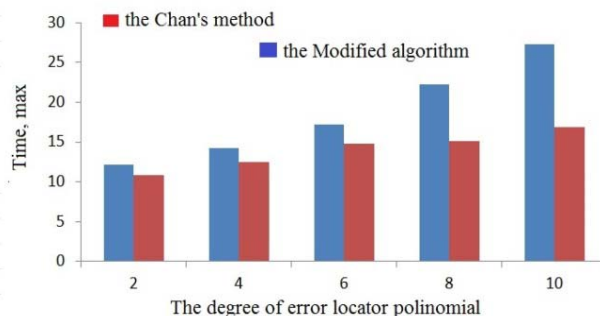 the Chan's method
the Modified algorithm
Time, max
30
25
20
15
10
5
0
2 4 6 8 10
The degree of error locator polinomial